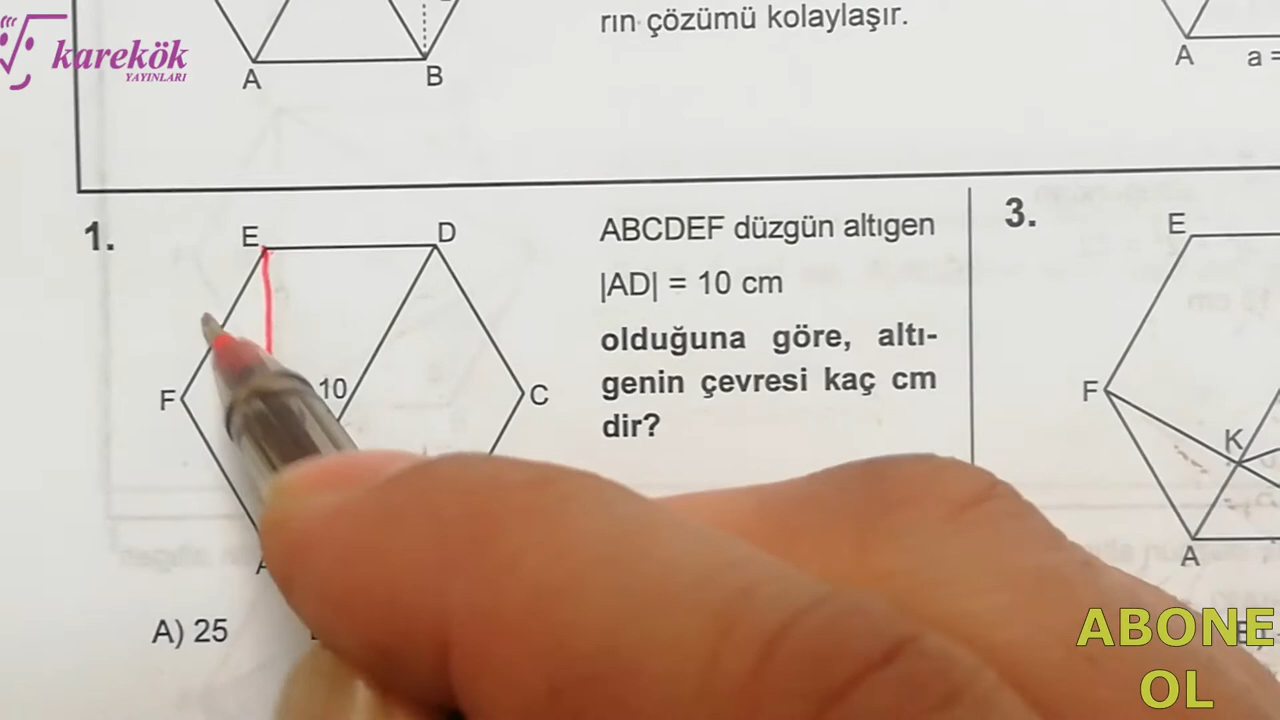 karekök
YAYINLARI
A
B
rın çözümü kolaylaşır.
A
a =
1.
E
D
F
10
C
A) 25
ABCDEF düzgün altıgen
|AD| = 10 cm
olduğuna göre, altı-
genin çevresi kaç cm
dir?
3.
E
F
K
A
ABONE
OL